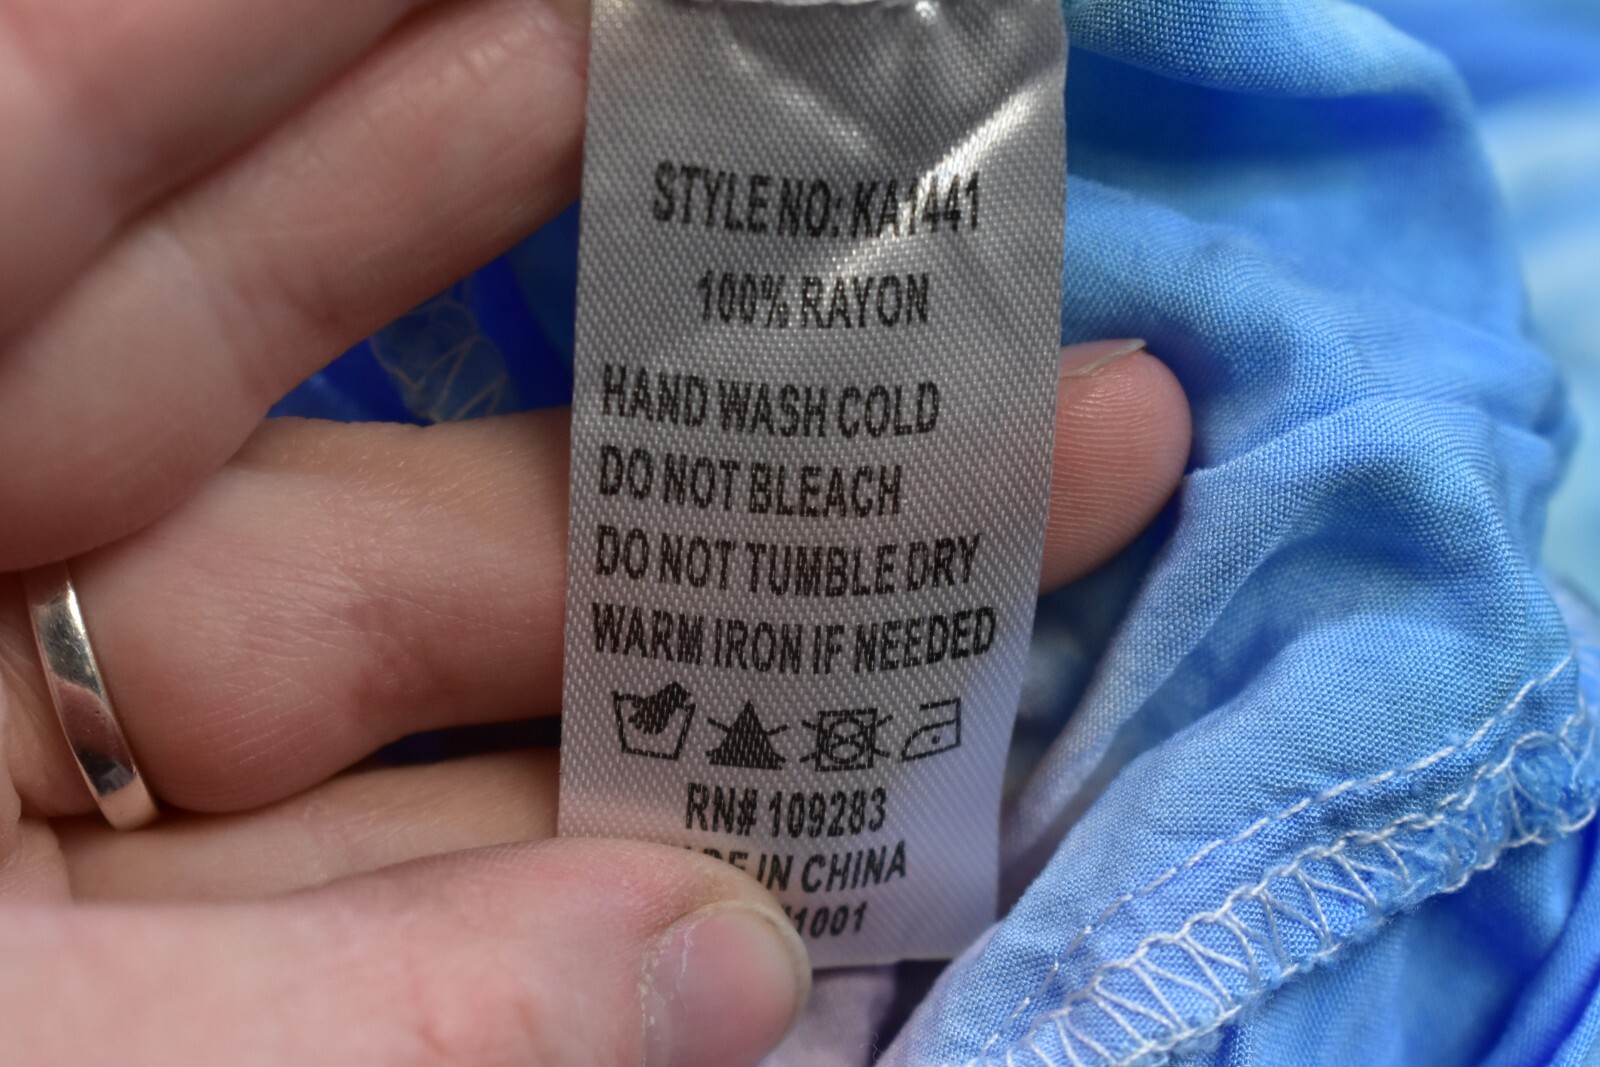 STYLE NO: KA1441
100% RAYON
HAND WASH COLD
DO NOT BLEACH
DO NOT TUMBLE DRY
WARM IRON IF NEEDED
RN# 109283
IN CHINA
1001